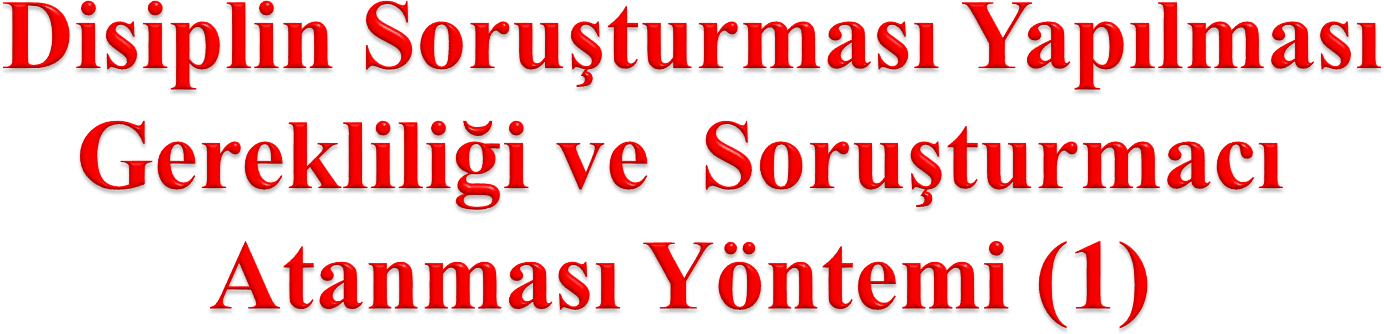 Disiplin Soruşturması Yapılması
Gerekliliği ve  Soruşturmacı
Atanması Yöntemi (1)